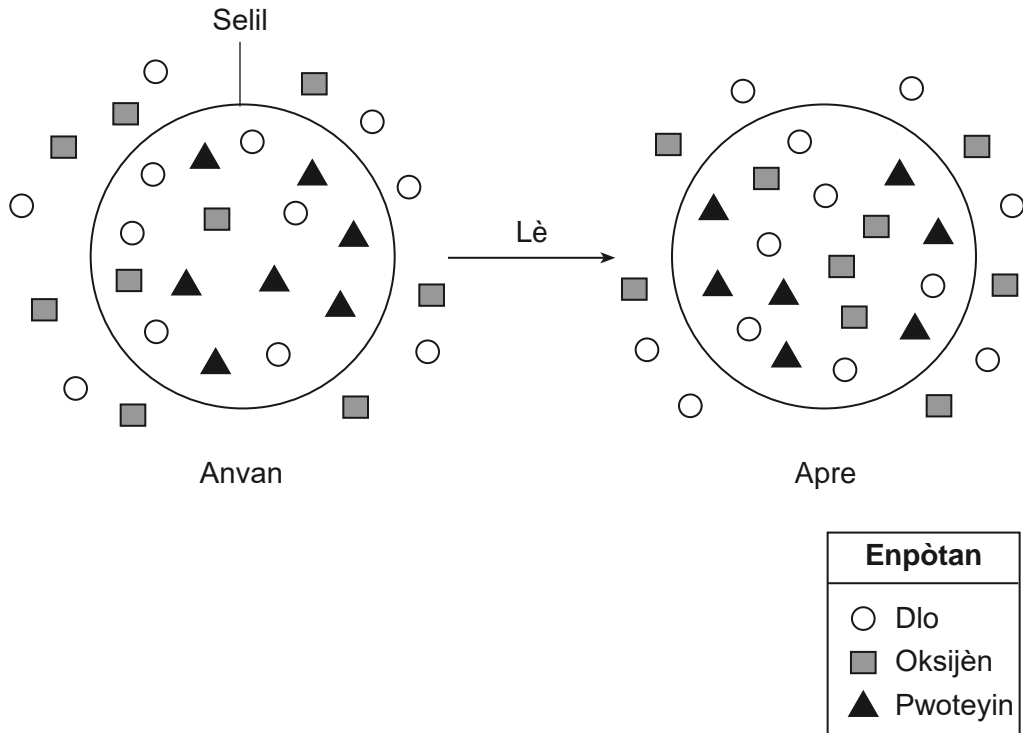 Selil
Lè
Anvan
Apre
Enpòtan
Dlo
Oksijèn
Pwoteyin